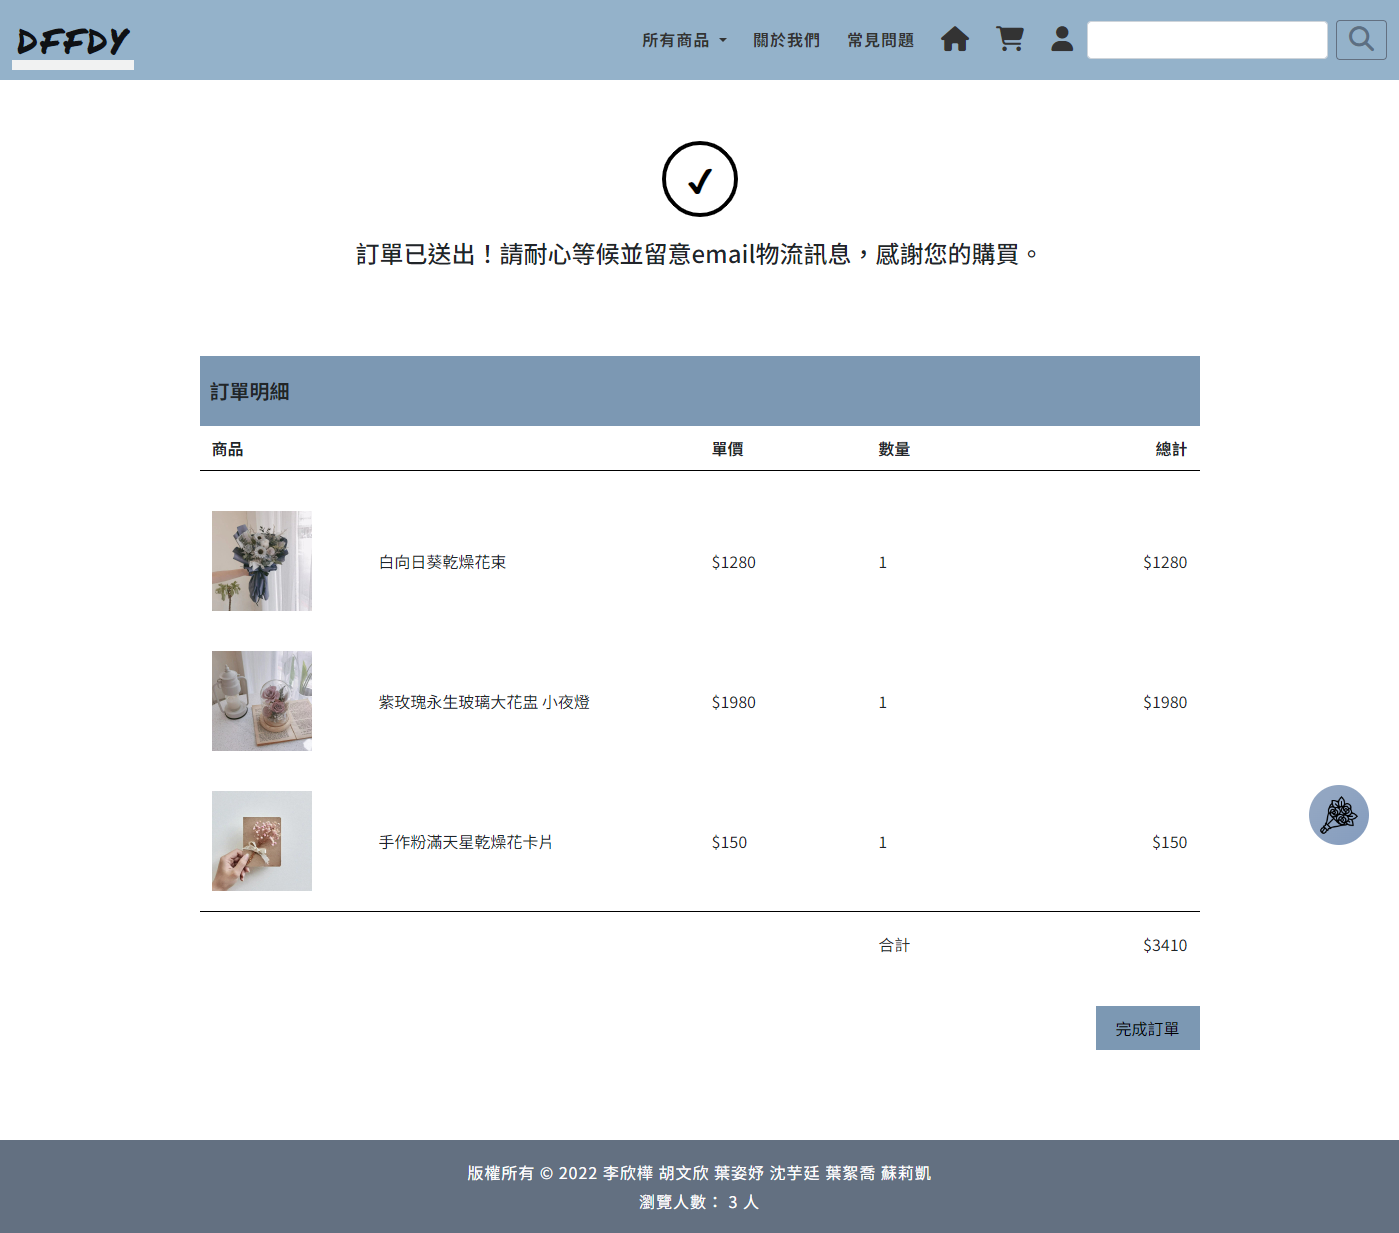 DFFDY
所有商品 關於我們 常見問題
訂單已送出！請耐心等候並留意email物流訊息，感謝您的購買。
訂單明細
商品 單價 數量 總計
白向日葵乾燥花束 $1280 1 $1280
紫玫瑰永生玻璃大花盅 小夜燈 $1980 1 $1980
手作粉滿天星乾燥花卡片 $150 1 $150
合計 $3410
完成訂單
版權所有 © 2022 李欣樺 胡文欣 葉姿妤 沈芋廷 葉絮喬 蘇莉凱
瀏覽人數： 3 人